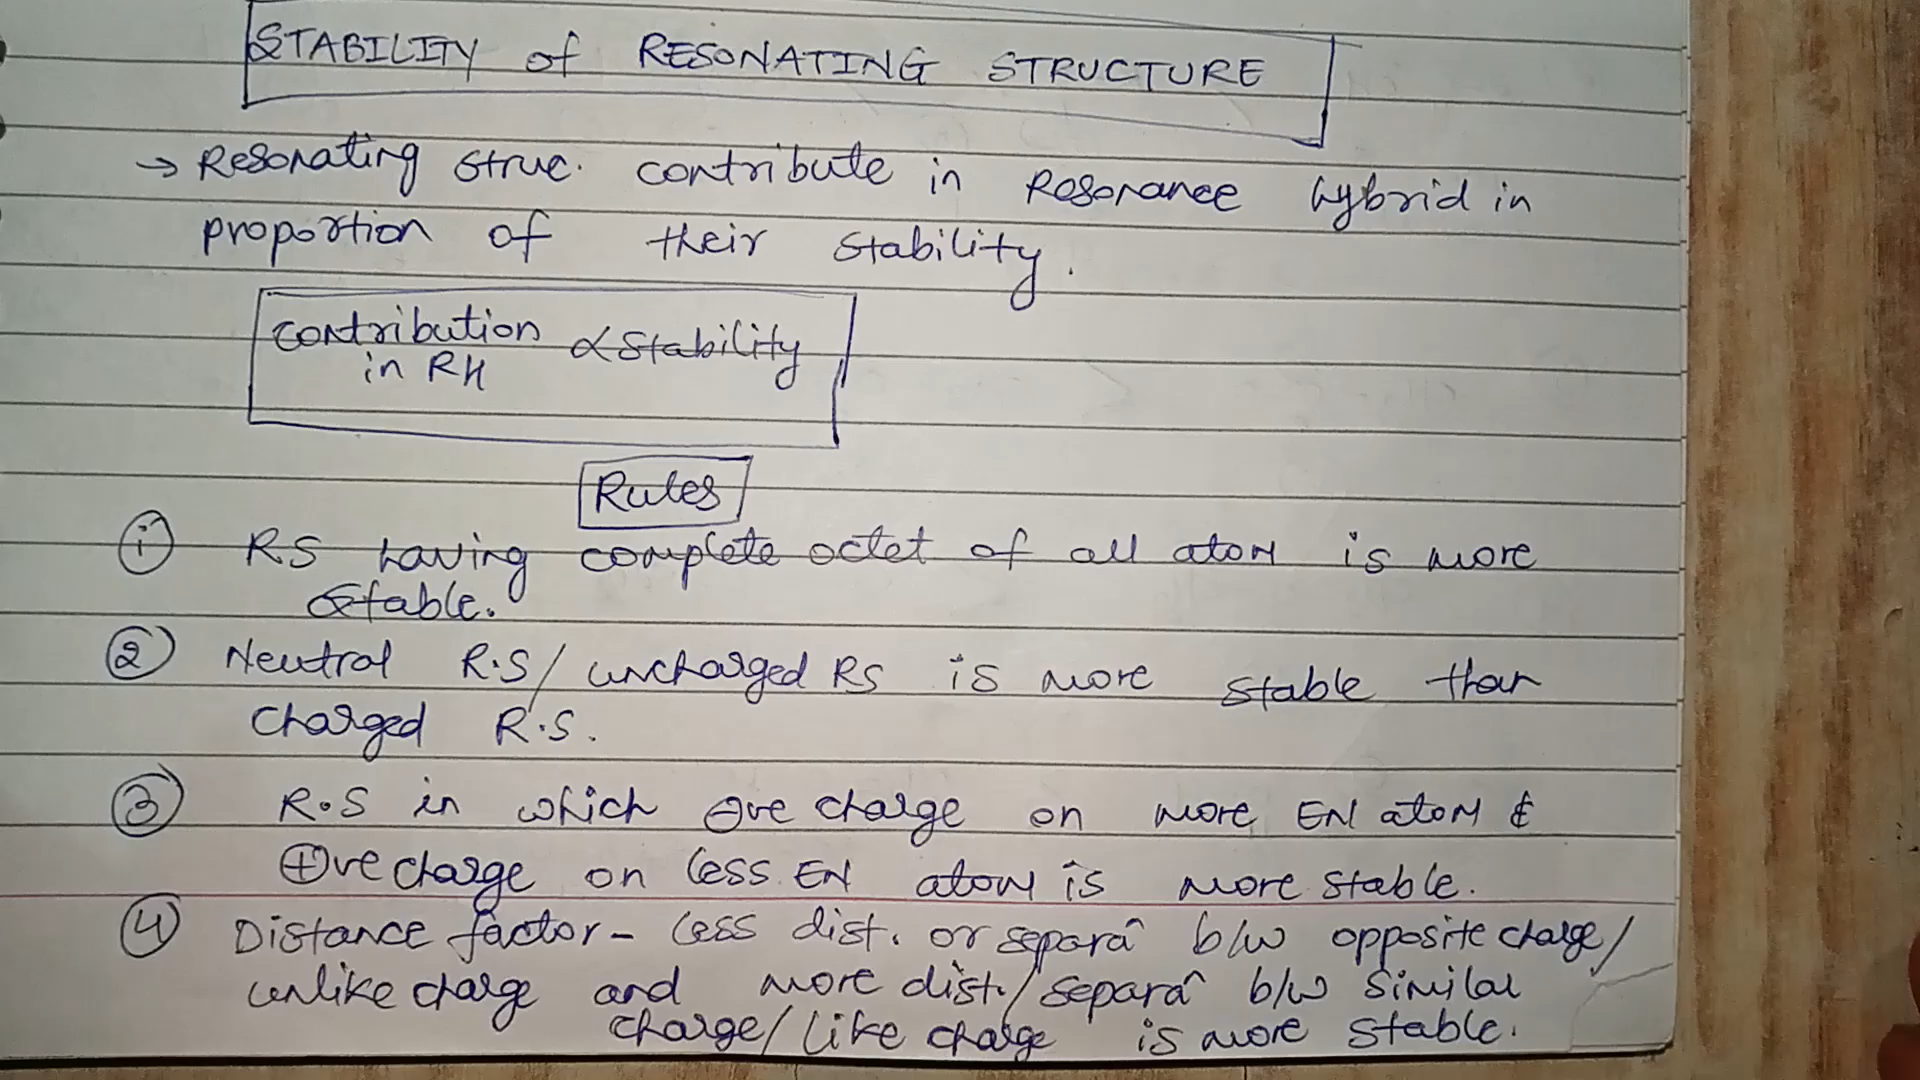 STABILITY of RESONATING STRUCTURE
→ Resonating struc. contribute in Resonance hybrid in
proportion of their stability.
Contribution ∝ stability
in RH
Rules
① RS having complete octet of all atom is more
stable.
② Neutral R.S/uncharged RS is more stable than
charged R.S.
③ R.S in which ⊖ve charge on more EN atom &
⊕ve charge on less EN atom is more stable.
④ Distance factor - less dist. or separaⁿ b/w opposite charge/
unlike charge and more dist./separaⁿ b/w similar
charge/like charge is more stable.